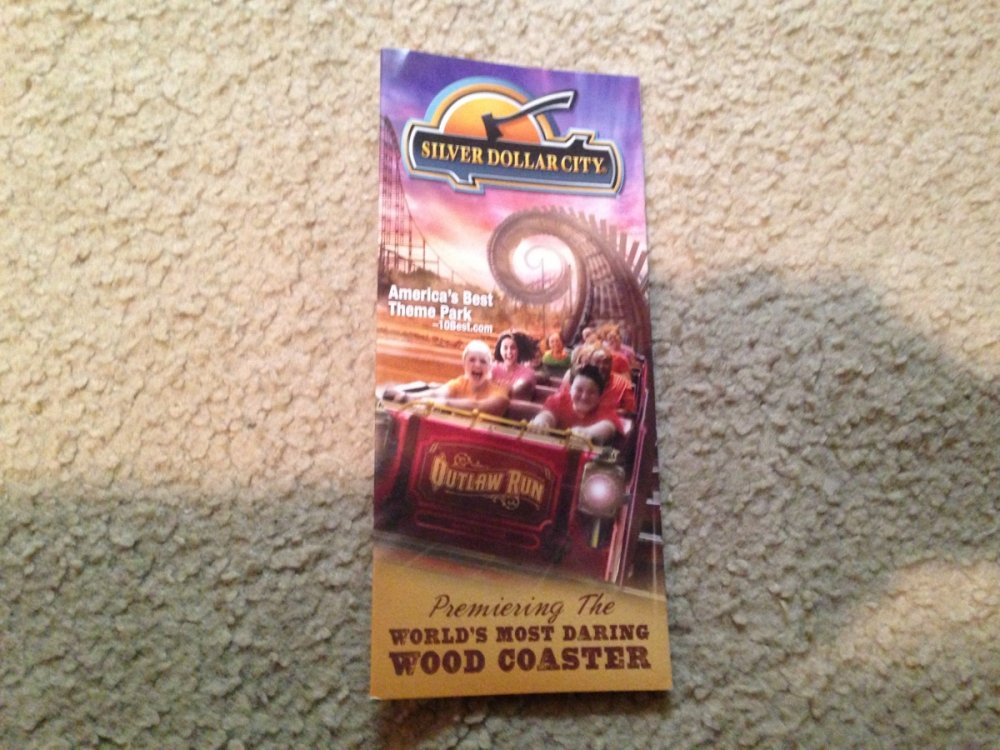 SILVER DOLLAR CITY®
America's Best
Theme Park
–10Best.com
OUTLAW RUN
Premiering The
WORLD'S MOST DARING
WOOD COASTER